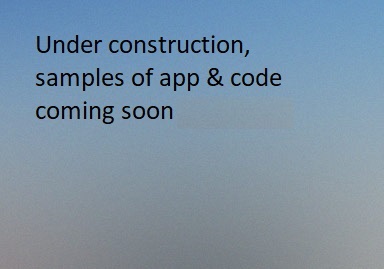 Under construction,
samples of app & code
coming soon